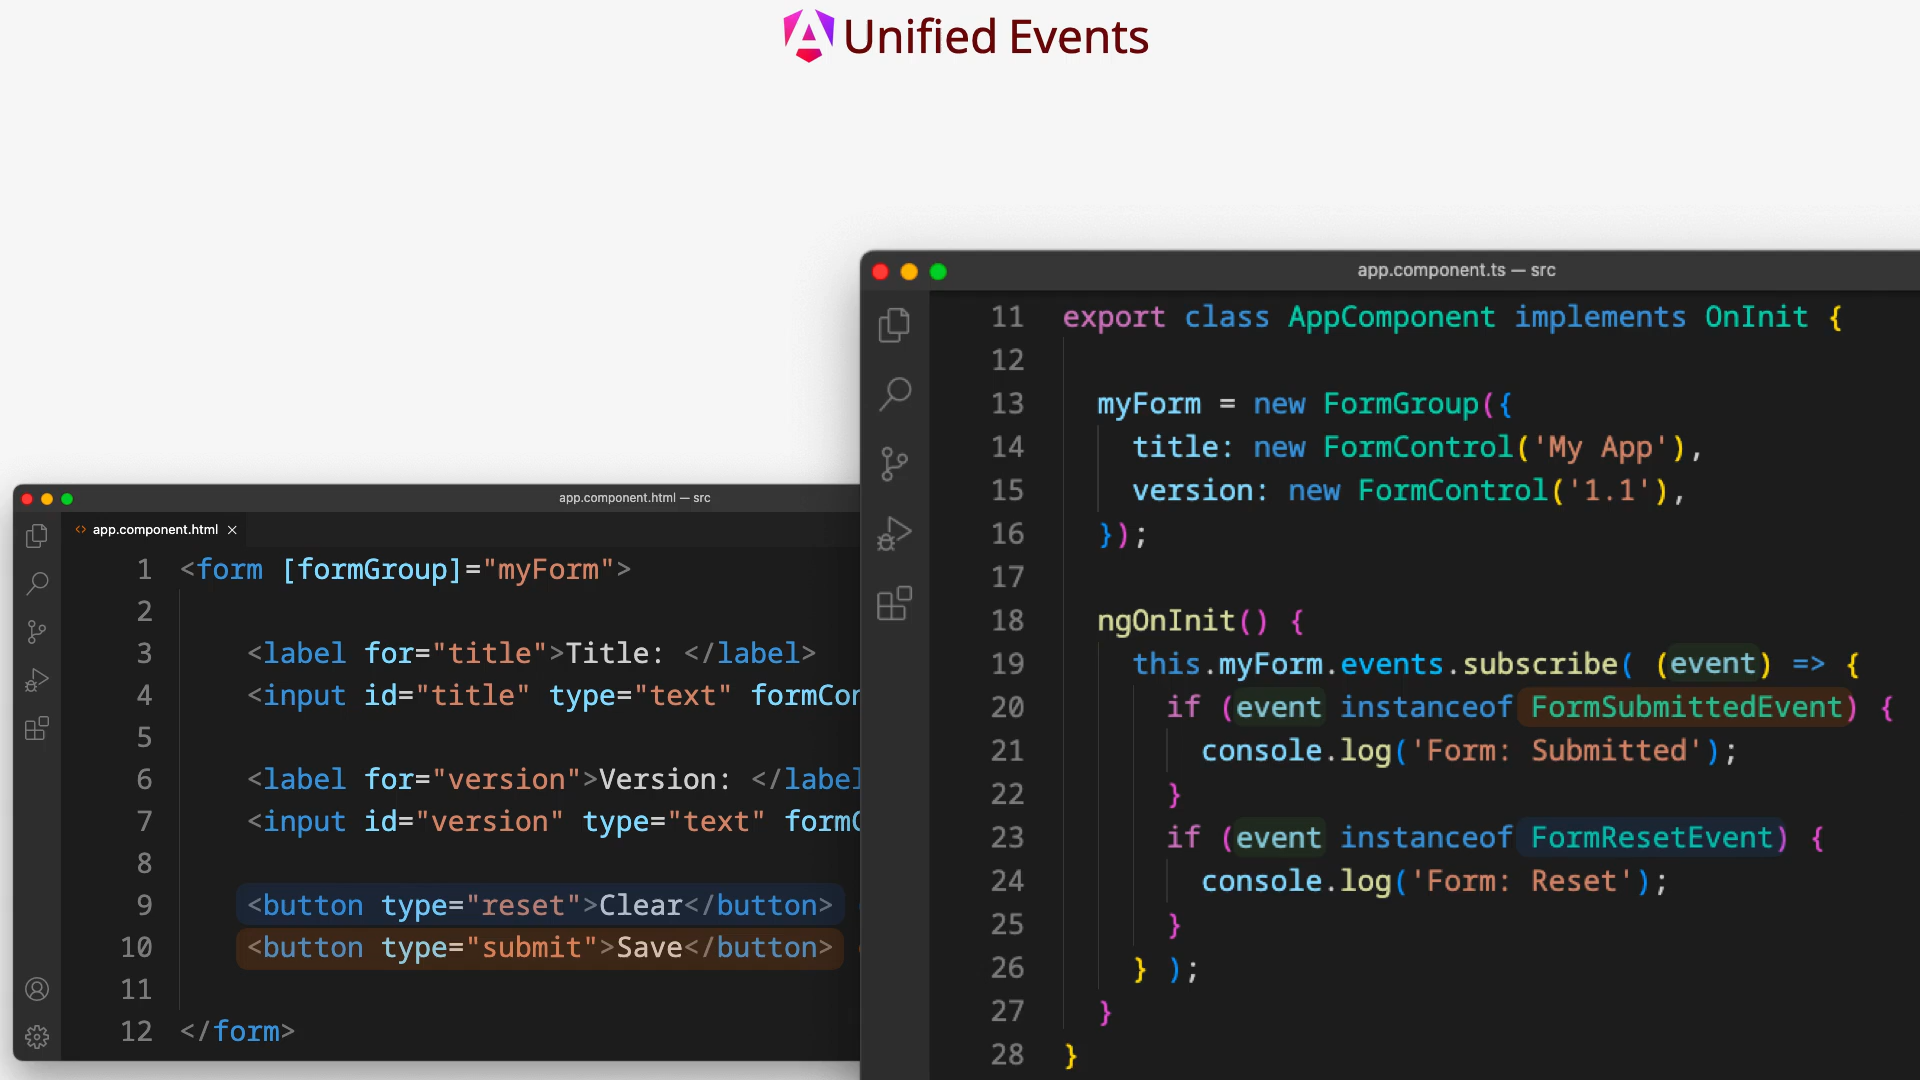 Unified Events
app.component.html — src
app.component.html
1 <form [formGroup]="myForm">
2
3 <label for="title">Title: </label>
4 <input id="title" type="text" formCon
5
6 <label for="version">Version: </label
7 <input id="version" type="text" formC
8
9 <button type="reset">Clear</button>
10 <button type="submit">Save</button>
11
12 </form>
app.component.ts — src
11 export class AppComponent implements OnInit {
12
13 myForm = new FormGroup({
14 title: new FormControl('My App'),
15 version: new FormControl('1.1'),
16 });
17
18 ngOnInit() {
19 this.myForm.events.subscribe( (event) => {
20 if (event instanceof FormSubmittedEvent) {
21 console.log('Form: Submitted');
22 }
23 if (event instanceof FormResetEvent) {
24 console.log('Form: Reset');
25 }
26 } );
27 }
28 }